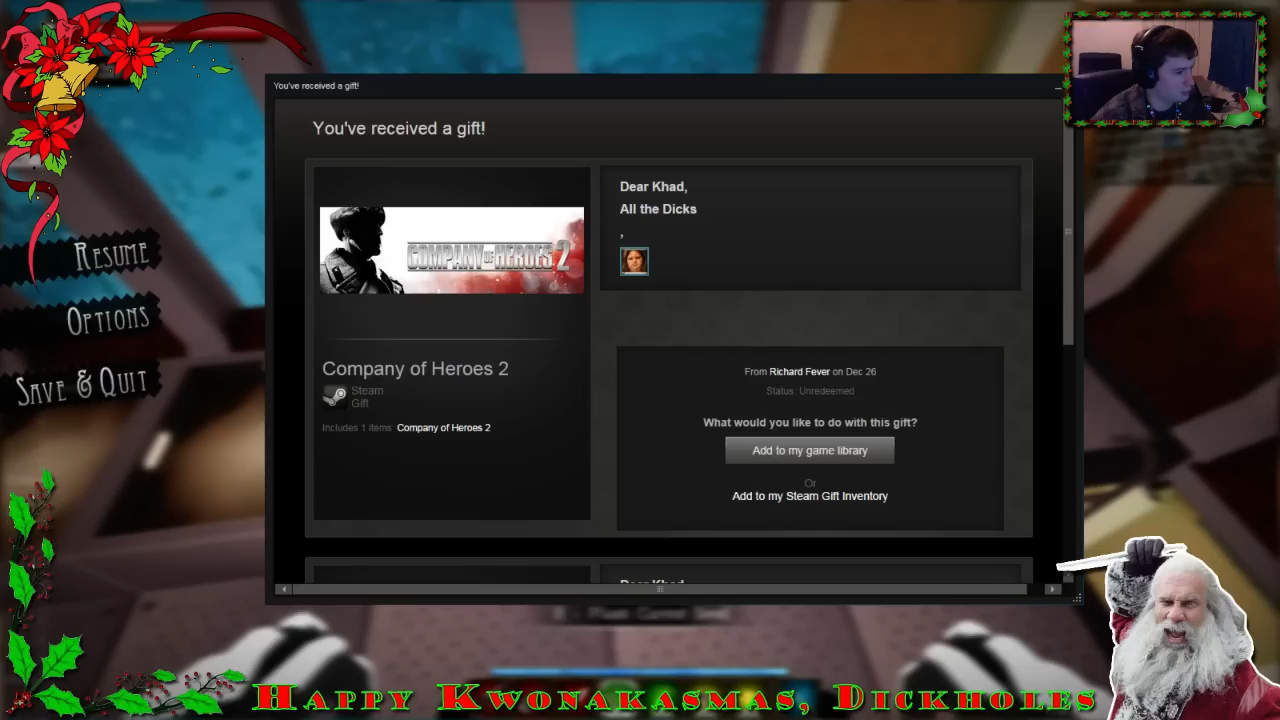 You've received a gift!
You've received a gift!
Dear Khad,
All the Dicks
,
COMPANY OF HEROES 2
Company of Heroes 2
Steam
Gift
Includes 1 items: Company of Heroes 2
From Richard Fever on Dec 26
Status: Unredeemed
What would you like to do with this gift?
Add to my game library
Or
Add to my Steam Gift Inventory
Dear Khad,
RESUME
OPTIONS
SAVE & QUIT
HAPPY KWONAKASMAS, DICKHOLES